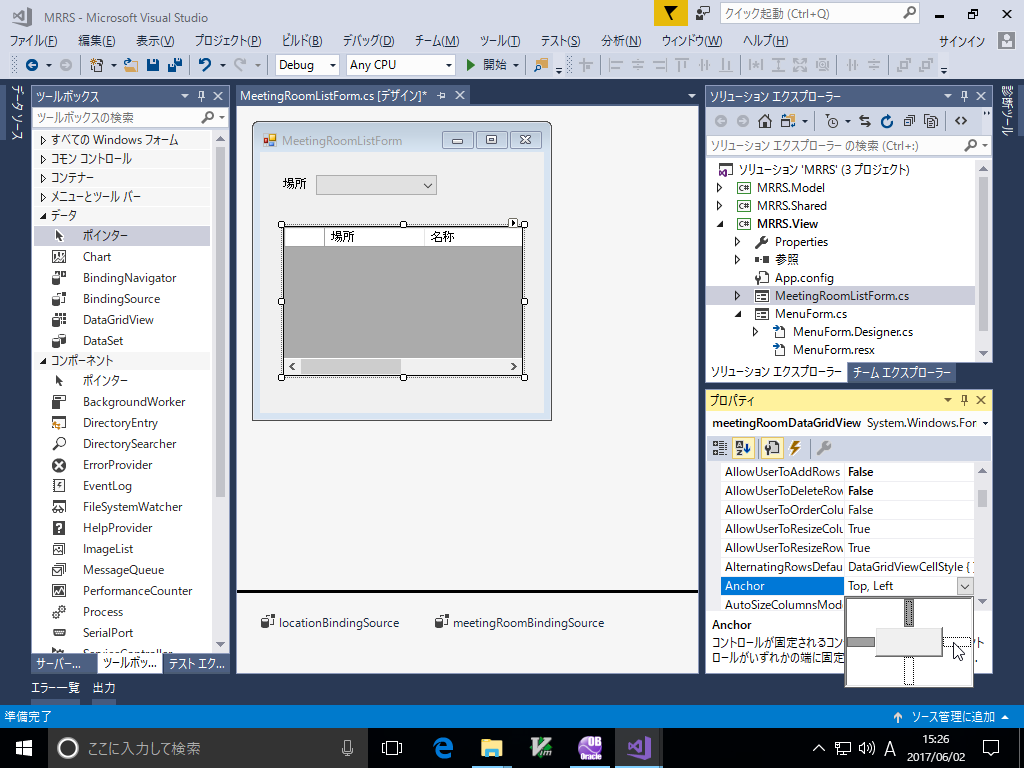 MRRS - Microsoft Visual Studio
クイック起動 (Ctrl+Q)
ファイル(F) 編集(E) 表示(V) プロジェクト(P) ビルド(B) デバッグ(D) チーム(M) ツール(T) テスト(S) 分析(N) ウィンドウ(W) ヘルプ(H) サインイン
Debug Any CPU 開始
データ ソース
ツールボックス
ツールボックスの検索
すべての Windows フォーム
コモン コントロール
コンテナー
メニューとツール バー
データ
ポインター
Chart
BindingNavigator
BindingSource
DataGridView
DataSet
コンポーネント
ポインター
BackgroundWorker
DirectoryEntry
DirectorySearcher
ErrorProvider
EventLog
FileSystemWatcher
HelpProvider
ImageList
MessageQueue
PerformanceCounter
Process
SerialPort
ServiceController
サーバー... ツールボッ... テスト エク...
MeetingRoomListForm.cs [デザイン]*
MeetingRoomListForm
場所
場所 名称
locationBindingSource meetingRoomBindingSource
ソリューション エクスプローラー
ソリューション エクスプローラー の検索 (Ctrl+:)
ソリューション 'MRRS' (3 プロジェクト)
C# MRRS.Model
C# MRRS.Shared
C# MRRS.View
Properties
参照
App.config
MeetingRoomListForm.cs
MenuForm.cs
MenuForm.Designer.cs
MenuForm.resx
ソリューション エクスプローラー チーム エクスプローラー
診断ツール
プロパティ
meetingRoomDataGridView System.Windows.For
AllowUserToAddRows False
AllowUserToDeleteRow False
AllowUserToOrderColu False
AllowUserToResizeColu True
AllowUserToResizeRow True
AlternatingRowsDefau DataGridViewCellStyle {
Anchor Top, Left
AutoSizeColumnsMod
Anchor
コントロールが固定されるコン
ロールがいずれかの端に固定
エラー一覧 出力
準備完了 ソース管理に追加
ここに入力して検索
OB
Oracle
A
15:26
2017/06/02